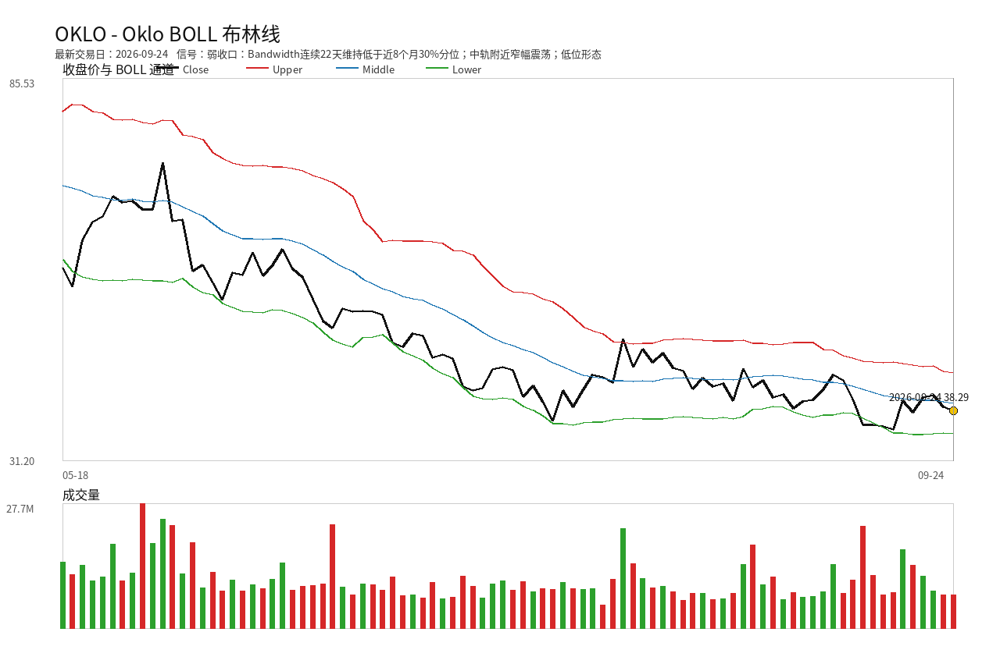 OKLO - Oklo BOLL 布林线
最新交易日：2026-09-24 信号：弱收口：Bandwidth连续22天维持低于近8个月30%分位；中轨附近窄幅震荡；低位形态
收盘价与 BOLL 通道 Close Upper Middle Lower
85.53
2026-09-24 38.29
31.20
05-18 09-24
成交量
27.7M